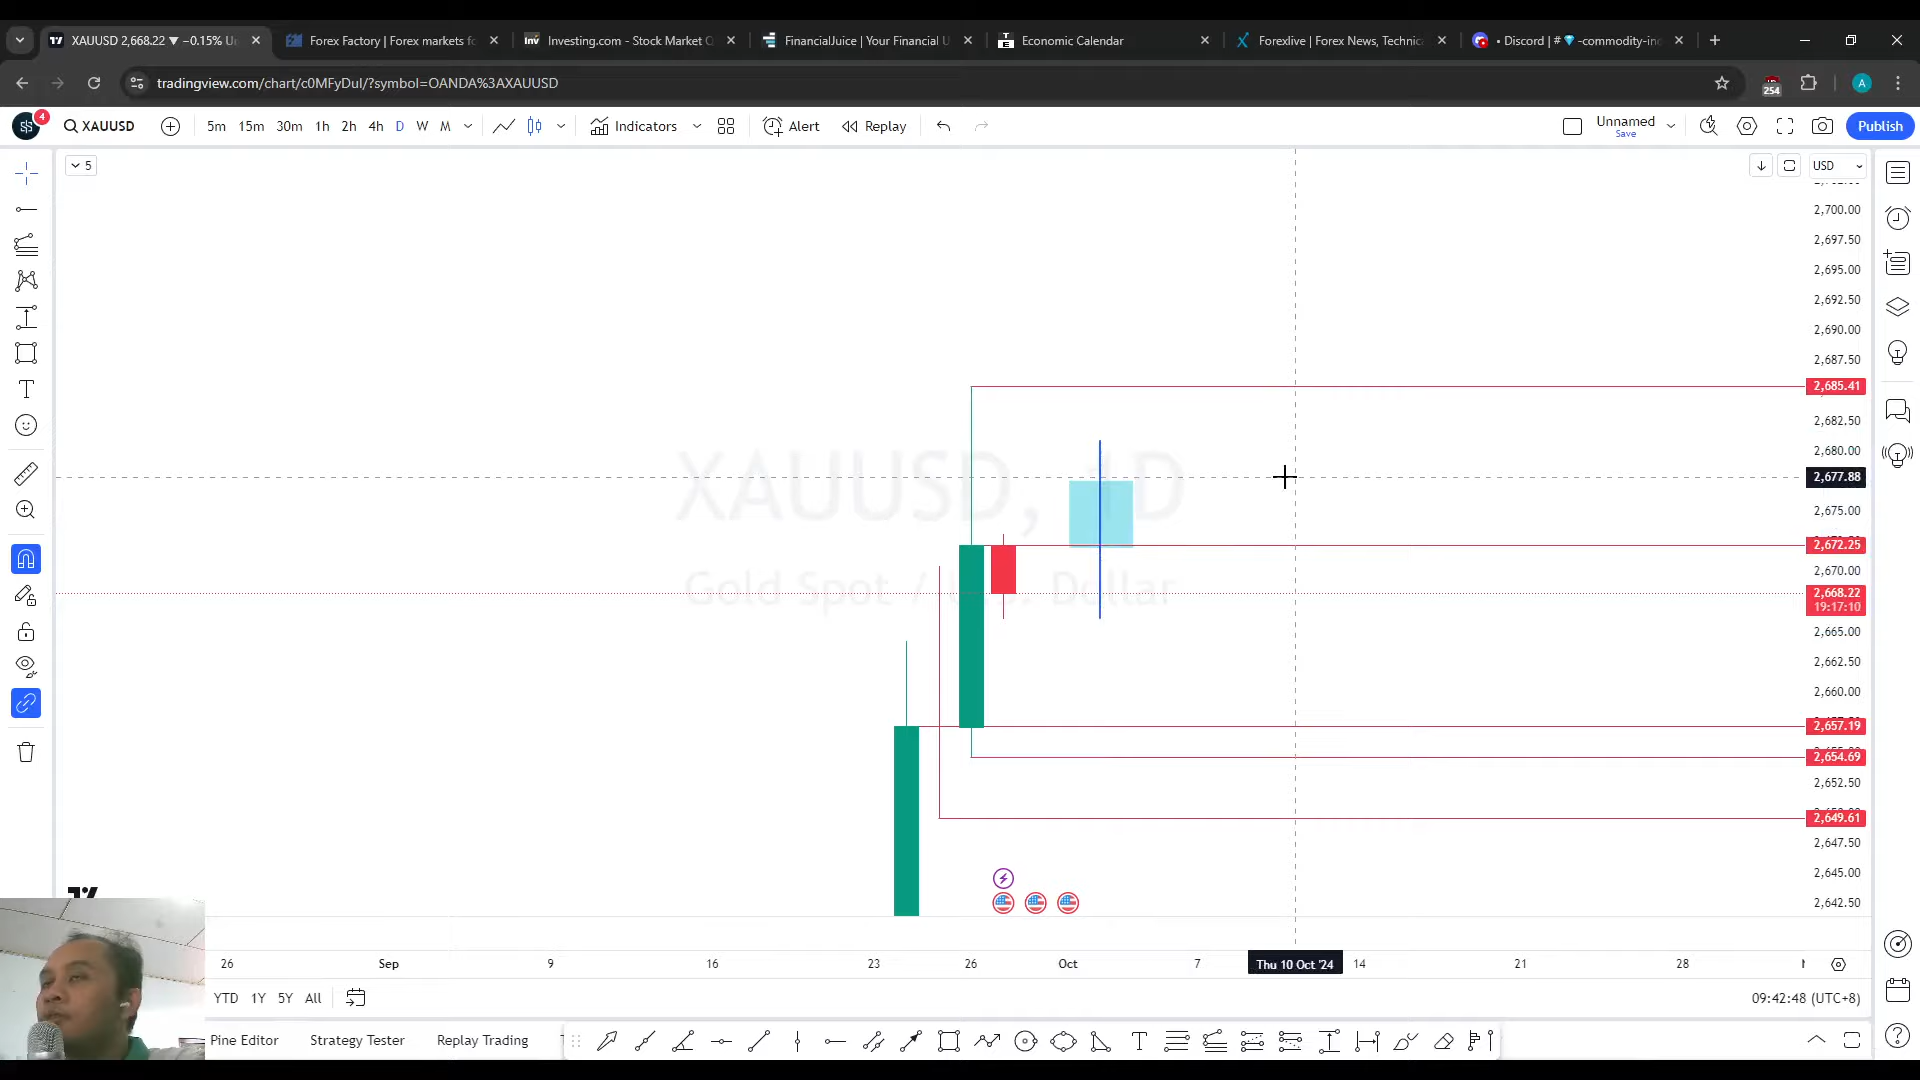 XAUUSD 2,668.22 ▼ −0.15% U
Forex Factory | Forex markets fo
Investing.com - Stock Market Q
FinancialJuice | Your Financial U
Economic Calendar
Forexlive | Forex News, Technic
• Discord | # 💎 -commodity-in
tradingview.com/chart/c0MFyDuI/?symbol=OANDA%3AXAUUSD
254
A
4
XAUUSD
5m 15m 30m 1h 2h 4h D W M
Indicators
Alert
Replay
Unnamed
Save
Publish
5
USD
XAUUSD, 1D
Gold Spot / U.S. Dollar
2,700.00
2,697.50
2,695.00
2,692.50
2,690.00
2,687.50
2,685.41
2,682.50
2,680.00
2,677.88
2,675.00
2,672.25
2,670.00
2,668.22
19:17:10
2,665.00
2,662.50
2,660.00
2,657.19
2,654.69
2,652.50
2,649.61
2,647.50
2,645.00
2,642.50
26 Sep 9 16 23 26 Oct 7 Thu 10 Oct '24 14 21 28
YTD 1Y 5Y All
09:42:48 (UTC+8)
Pine Editor Strategy Tester Replay Trading